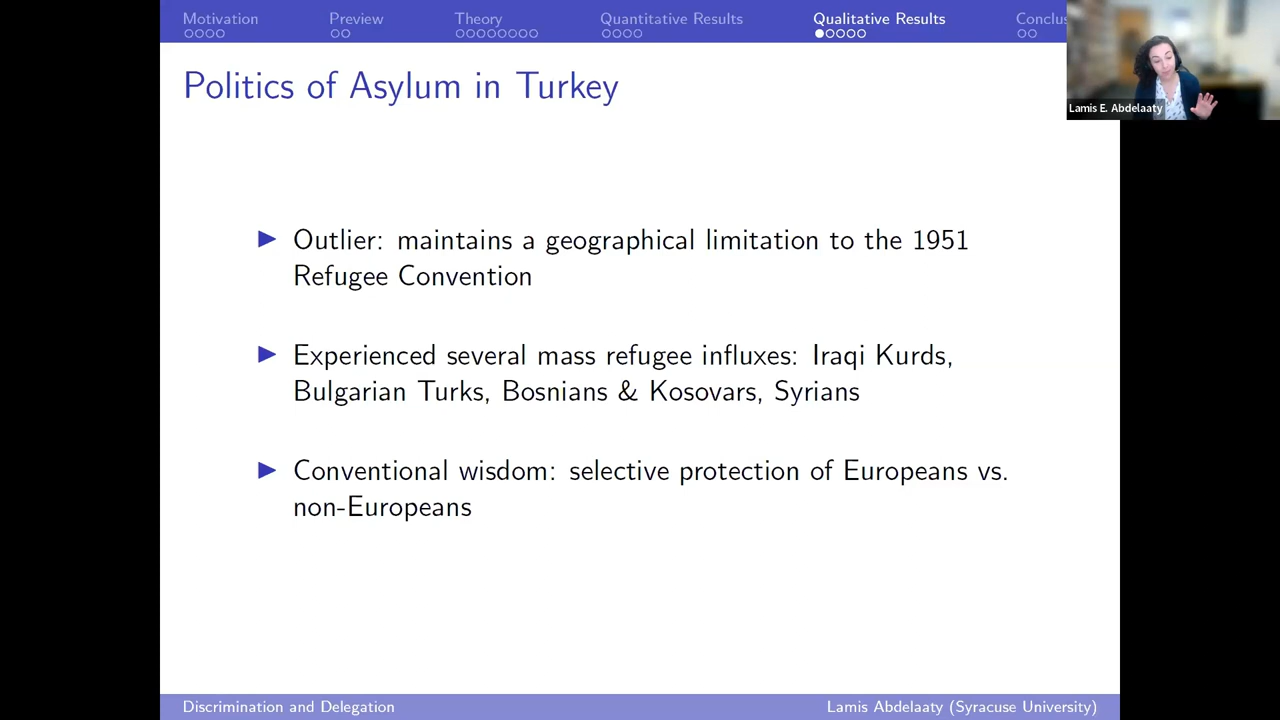 Motivation Preview Theory Quantitative Results Qualitative Results Conclus
Lamis E. Abdelaaty
Politics of Asylum in Turkey
Outlier: maintains a geographical limitation to the 1951
Refugee Convention
Experienced several mass refugee influxes: Iraqi Kurds,
Bulgarian Turks, Bosnians & Kosovars, Syrians
Conventional wisdom: selective protection of Europeans vs.
non-Europeans
Discrimination and Delegation Lamis Abdelaaty (Syracuse University)